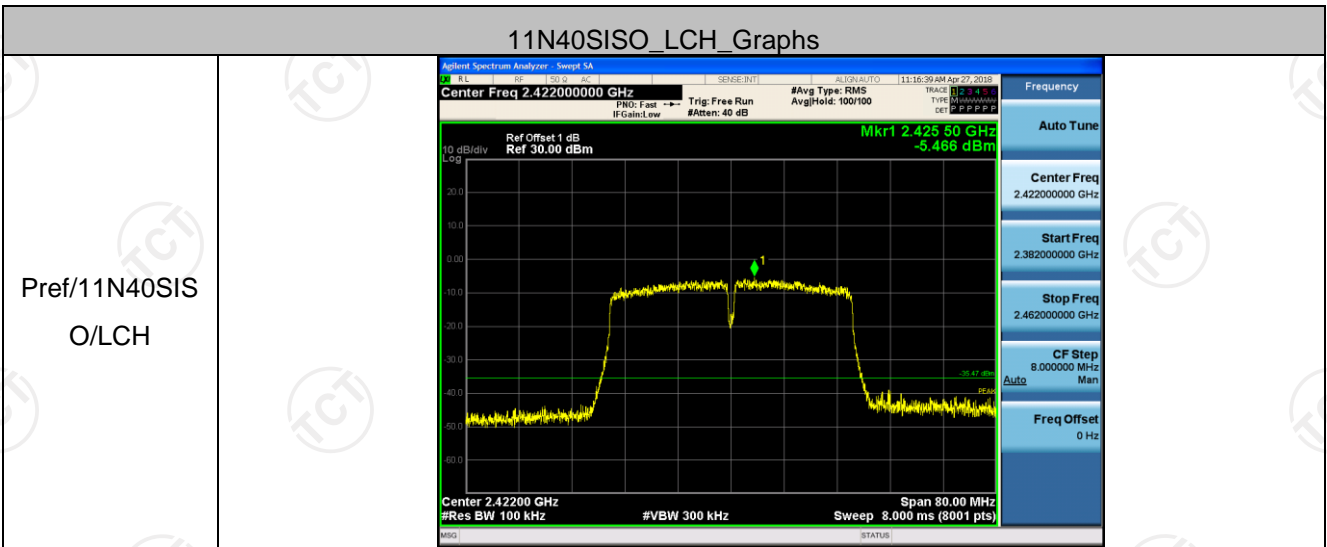 11N40SISO_LCH_Graphs
Pref/11N40SIS
O/LCH
Agilent Spectrum Analyzer - Swept SA
RL RF 50 Ω AC SENSE:INT ALIGN AUTO 11:16:39 AM Apr 27, 2018
Center Freq 2.422000000 GHz
PNO: Fast
IFGain:Low
Trig: Free Run
#Atten: 40 dB
#Avg Type: RMS
Avg|Hold: 100/100
TRACE 1 2 3 4 5 6
TYPE M
DET P P P P P P
Mkr1 2.425 50 GHz
-5.466 dBm
Ref Offset 1 dB
10 dB/div Ref 30.00 dBm
Log
20.0
10.0
0.00
-10.0
-20.0
-30.0
-40.0
-50.0
-60.0
1
-35.47 dBm
PEAK
Center 2.42200 GHz Span 80.00 MHz
#Res BW 100 kHz #VBW 300 kHz Sweep 8.000 ms (8001 pts)
MSG STATUS
Frequency
Auto Tune
Center Freq
2.422000000 GHz
Start Freq
2.382000000 GHz
Stop Freq
2.462000000 GHz
CF Step
8.000000 MHz
Auto Man
Freq Offset
0 Hz
TCT
TCT
TCT
TCT